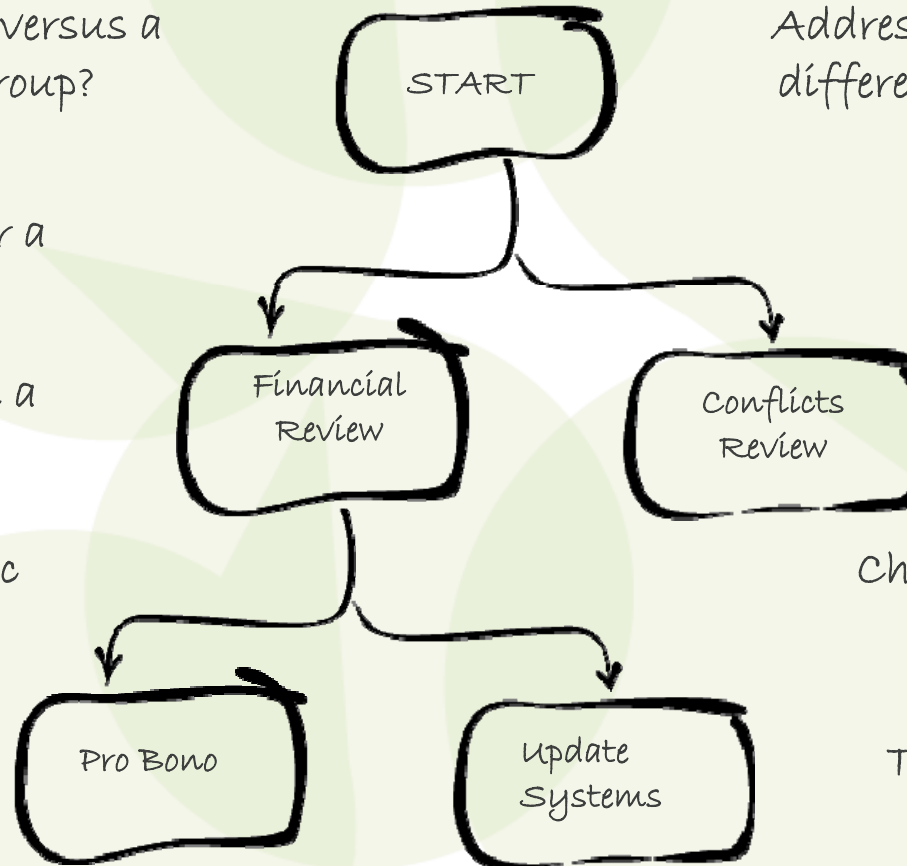 versus a
Addres
START
roup?
differe
r a
Financial
Review
a
Conflicts
Review
c
Ch
Pro Bono
Update
Systems
T